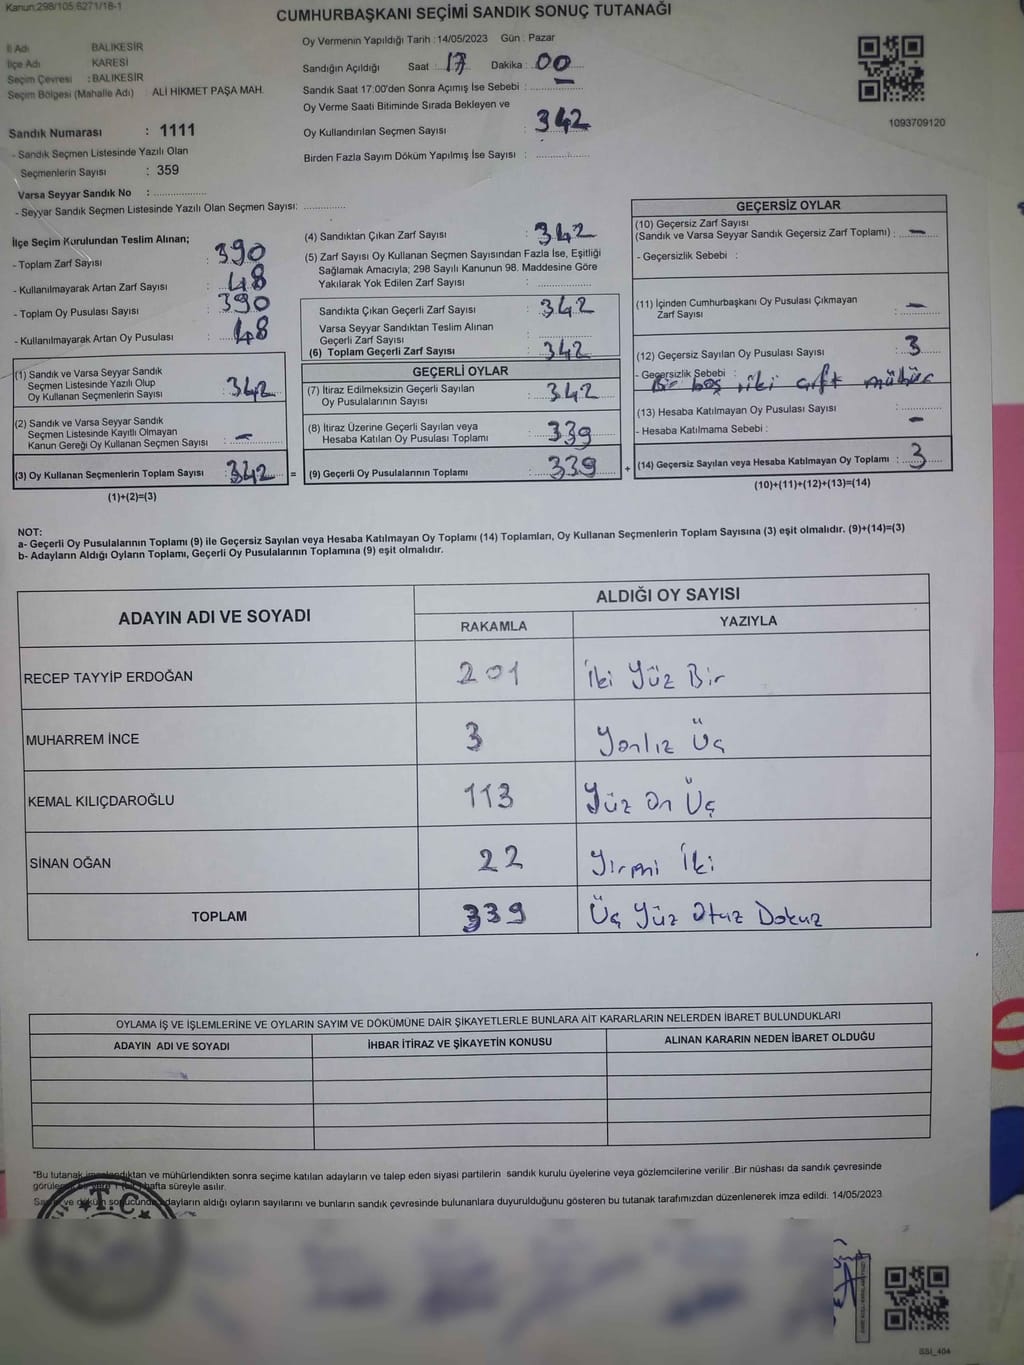 Kanun:298/105 6271/18-1
CUMHURBAŞKANI SEÇİMİ SANDIK SONUÇ TUTANAĞI
İl Adı BALIKESİR
İlçe Adı KARESİ
Seçim Çevresi : BALIKESİR
Seçim Bölgesi (Mahalle Adı) ALİ HİKMET PAŞA MAH.
Sandık Numarası : 1111
- Sandık Seçmen Listesinde Yazılı Olan
Seçmenlerin Sayısı : 359
Varsa Seyyar Sandık No :
- Seyyar Sandık Seçmen Listesinde Yazılı Olan Seçmen Sayısı:
Oy Vermenin Yapıldığı Tarih : 14/05/2023 Gün : Pazar
Sandığın Açıldığı Saat : 17 Dakika : 00
Sandık Saat 17:00'den Sonra Açımış İse Sebebi : —
Oy Verme Saati Bitiminde Sırada Bekleyen ve
Oy Kullandırılan Seçmen Sayısı : 342
Birden Fazla Sayım Döküm Yapılmış İse Sayısı :
1093709120
İlçe Seçim Kurulundan Teslim Alınan;
- Toplam Zarf Sayısı : 390
- Kullanılmayarak Artan Zarf Sayısı : 48
- Toplam Oy Pusulası Sayısı : 390
- Kullanılmayarak Artan Oy Pusulası : 48
(1) Sandık ve Varsa Seyyar Sandık
Seçmen Listesinde Yazılı Olup
Oy Kullanan Seçmenlerin Sayısı : 342
(2) Sandık ve Varsa Seyyar Sandık
Seçmen Listesinde Kayıtlı Olmayan
Kanun Gereği Oy Kullanan Seçmen Sayısı : —
(3) Oy Kullanan Seçmenlerin Toplam Sayısı : 342 =
(1)+(2)=(3)
(4) Sandıktan Çıkan Zarf Sayısı : 342
(5) Zarf Sayısı Oy Kullanan Seçmen Sayısından Fazla İse, Eşitliği
Sağlamak Amacıyla; 298 Sayılı Kanunun 98. Maddesine Göre
Yakılarak Yok Edilen Zarf Sayısı :
Sandıkta Çıkan Geçerli Zarf Sayısı : 342
Varsa Seyyar Sandıktan Teslim Alınan
Geçerli Zarf Sayısı :
(6) Toplam Geçerli Zarf Sayısı : 342
GEÇERLİ OYLAR
(7) İtiraz Edilmeksizin Geçerli Sayılan
Oy Pusulalarının Sayısı : 342
(8) İtiraz Üzerine Geçerli Sayılan veya
Hesaba Katılan Oy Pusulası Toplamı : 339
(9) Geçerli Oy Pusulalarının Toplamı : 339 +
GEÇERSİZ OYLAR
(10) Geçersiz Zarf Sayısı
(Sandık ve Varsa Seyyar Sandık Geçersiz Zarf Toplamı) : —
- Geçersizlik Sebebi :
(11) İçinden Cumhurbaşkanı Oy Pusulası Çıkmayan
Zarf Sayısı : —
(12) Geçersiz Sayılan Oy Pusulası Sayısı : 3
- Geçersizlik Sebebi : Bir boş, iki çift mühür
(13) Hesaba Katılmayan Oy Pusulası Sayısı : —
- Hesaba Katılmama Sebebi :
(14) Geçersiz Sayılan veya Hesaba Katılmayan Oy Toplamı : 3
(10)+(11)+(12)+(13)=(14)
NOT:
a- Geçerli Oy Pusulalarının Toplamı (9) ile Geçersiz Sayılan veya Hesaba Katılmayan Oy Toplamı (14) Toplamları, Oy Kullanan Seçmenlerin Toplam Sayısına (3) eşit olmalıdır. (9)+(14)=(3)
b- Adayların Aldığı Oyların Toplamı, Geçerli Oy Pusulalarının Toplamına (9) eşit olmalıdır.
ADAYIN ADI VE SOYADI ALDIĞI OY SAYISI
RAKAMLA YAZIYLA
RECEP TAYYİP ERDOĞAN 201 İki Yüz Bir
MUHARREM İNCE 3 Yanlız Üç
KEMAL KILIÇDAROĞLU 113 Yüz On Üç
SİNAN OĞAN 22 Yirmi İki
TOPLAM 339 Üç Yüz Otuz Dokuz
OYLAMA İŞ VE İŞLEMLERİNE VE OYLARIN SAYIM VE DÖKÜMÜNE DAİR ŞİKAYETLERLE BUNLARA AİT KARARLARIN NELERDEN İBARET BULUNDUKLARI
ADAYIN ADI VE SOYADI İHBAR İTİRAZ VE ŞİKAYETİN KONUSU ALINAN KARARIN NEDEN İBARET OLDUĞU
*Bu tutanak imzalandıktan ve mühürlendikten sonra seçime katılan adayların ve talep eden siyasi partilerin sandık kurulu üyelerine veya gözlemcilerine verilir .Bir nüshası da sandık çevresinde
hafta süreyle asılır.
adayların aldığı oyların sayılarını ve bunların sandık çevresinde bulunanlara duyurulduğunu gösteren bu tutanak tarafımızdan düzenlenerek imza edildi. 14/05/2023
T.C
SSI_404